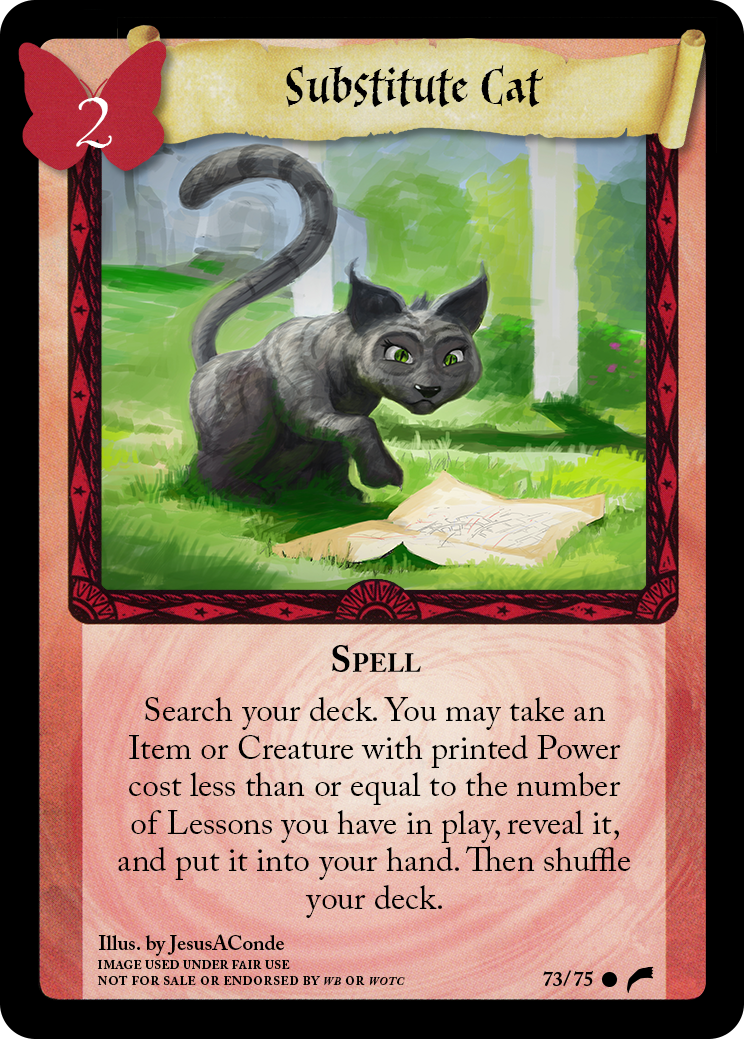 2
Substitute Cat
Spell
Search your deck. You may take an
Item or Creature with printed Power
cost less than or equal to the number
of Lessons you have in play, reveal it,
and put it into your hand. Then shuffle
your deck.
Illus. by JesusAConde
IMAGE USED UNDER FAIR USE
NOT FOR SALE OR ENDORSED BY WB OR WOTC
73/75